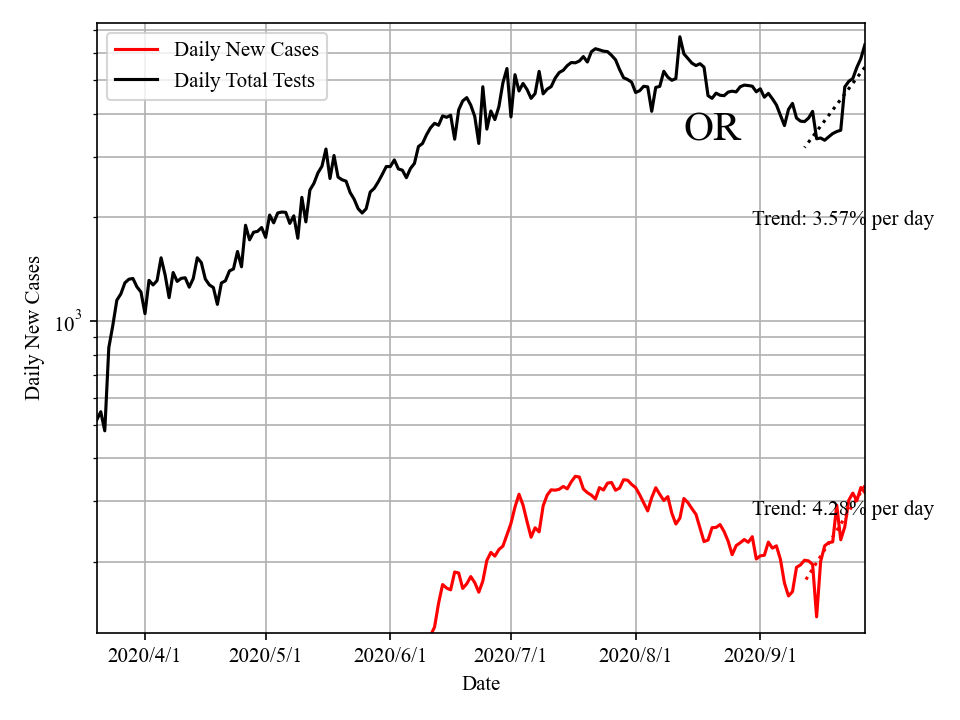 Daily New Cases
Daily Total Tests
OR
Trend: 3.57% per day
Daily New Cases
10³
Trend: 4.28% per day
2020/4/1 2020/5/1 2020/6/1 2020/7/1 2020/8/1 2020/9/1
Date